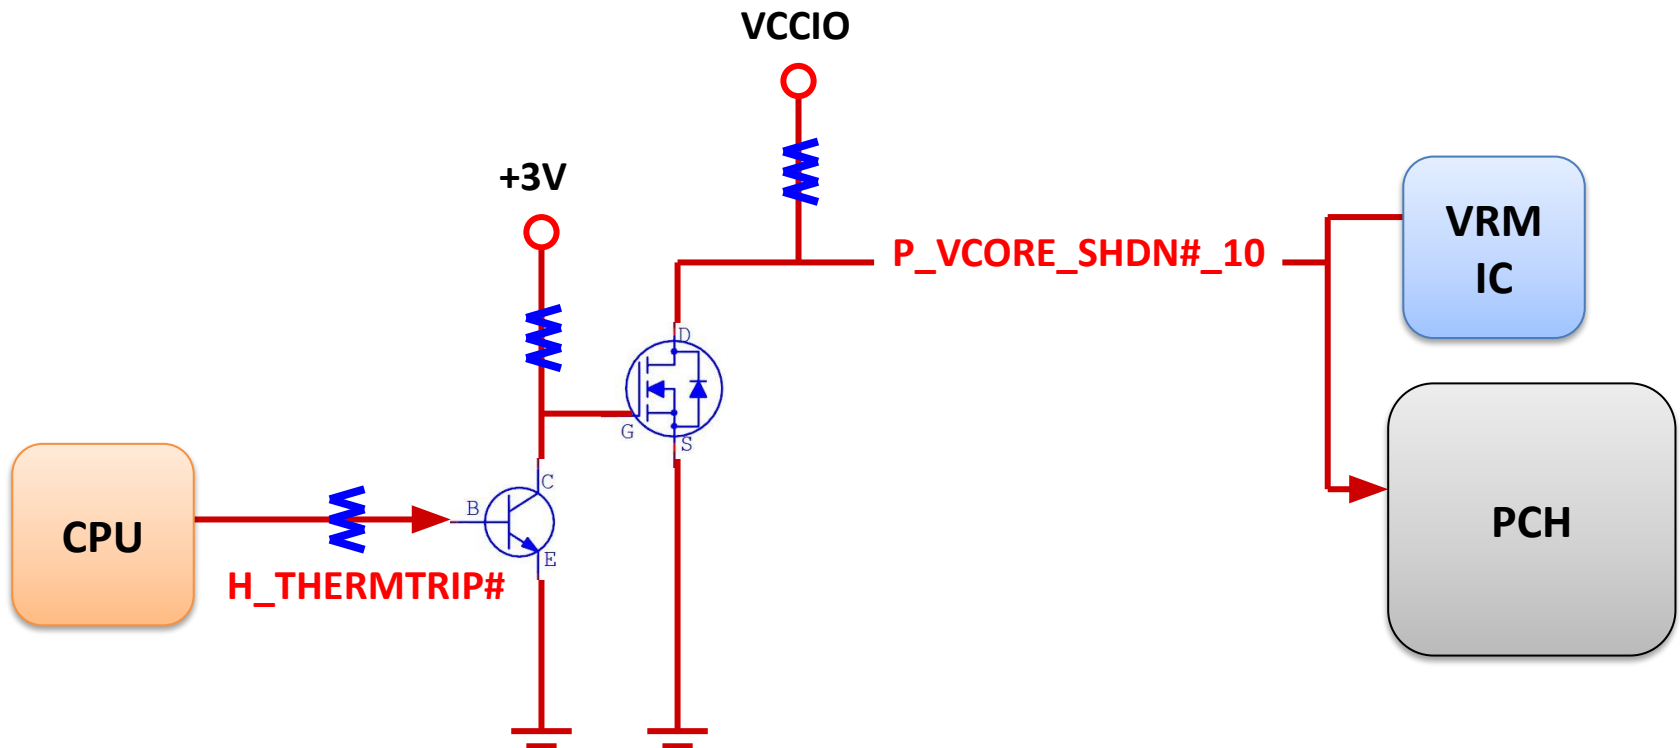 VCCIO
+3V
P_VCORE_SHDN#_10
VRM
IC
D
G
S
C
B
E
CPU
H_THERMTRIP#
PCH